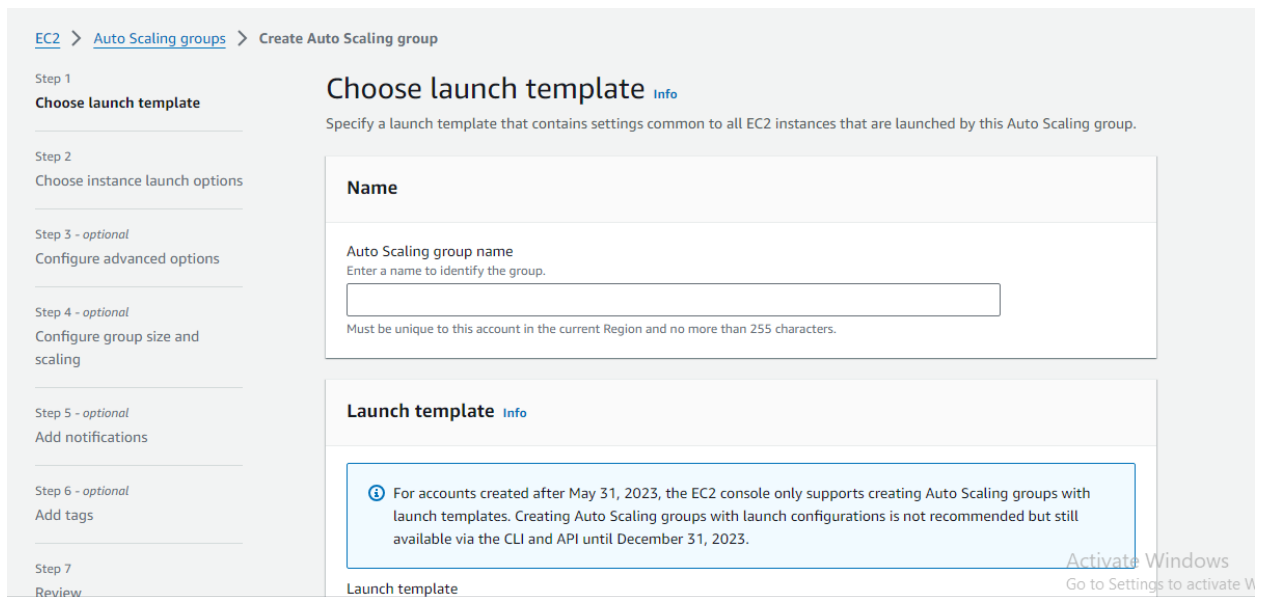 EC2 > Auto Scaling groups > Create Auto Scaling group
Step 1
Choose launch template
Step 2
Choose instance launch options
Step 3 - optional
Configure advanced options
Step 4 - optional
Configure group size and
scaling
Step 5 - optional
Add notifications
Step 6 - optional
Add tags
Step 7
Review
Choose launch template Info
Specify a launch template that contains settings common to all EC2 instances that are launched by this Auto Scaling group.
Name
Auto Scaling group name
Enter a name to identify the group.
Must be unique to this account in the current Region and no more than 255 characters.
Launch template Info
For accounts created after May 31, 2023, the EC2 console only supports creating Auto Scaling groups with
launch templates. Creating Auto Scaling groups with launch configurations is not recommended but still
available via the CLI and API until December 31, 2023.
Launch template
Activate Windows
Go to Settings to activate W